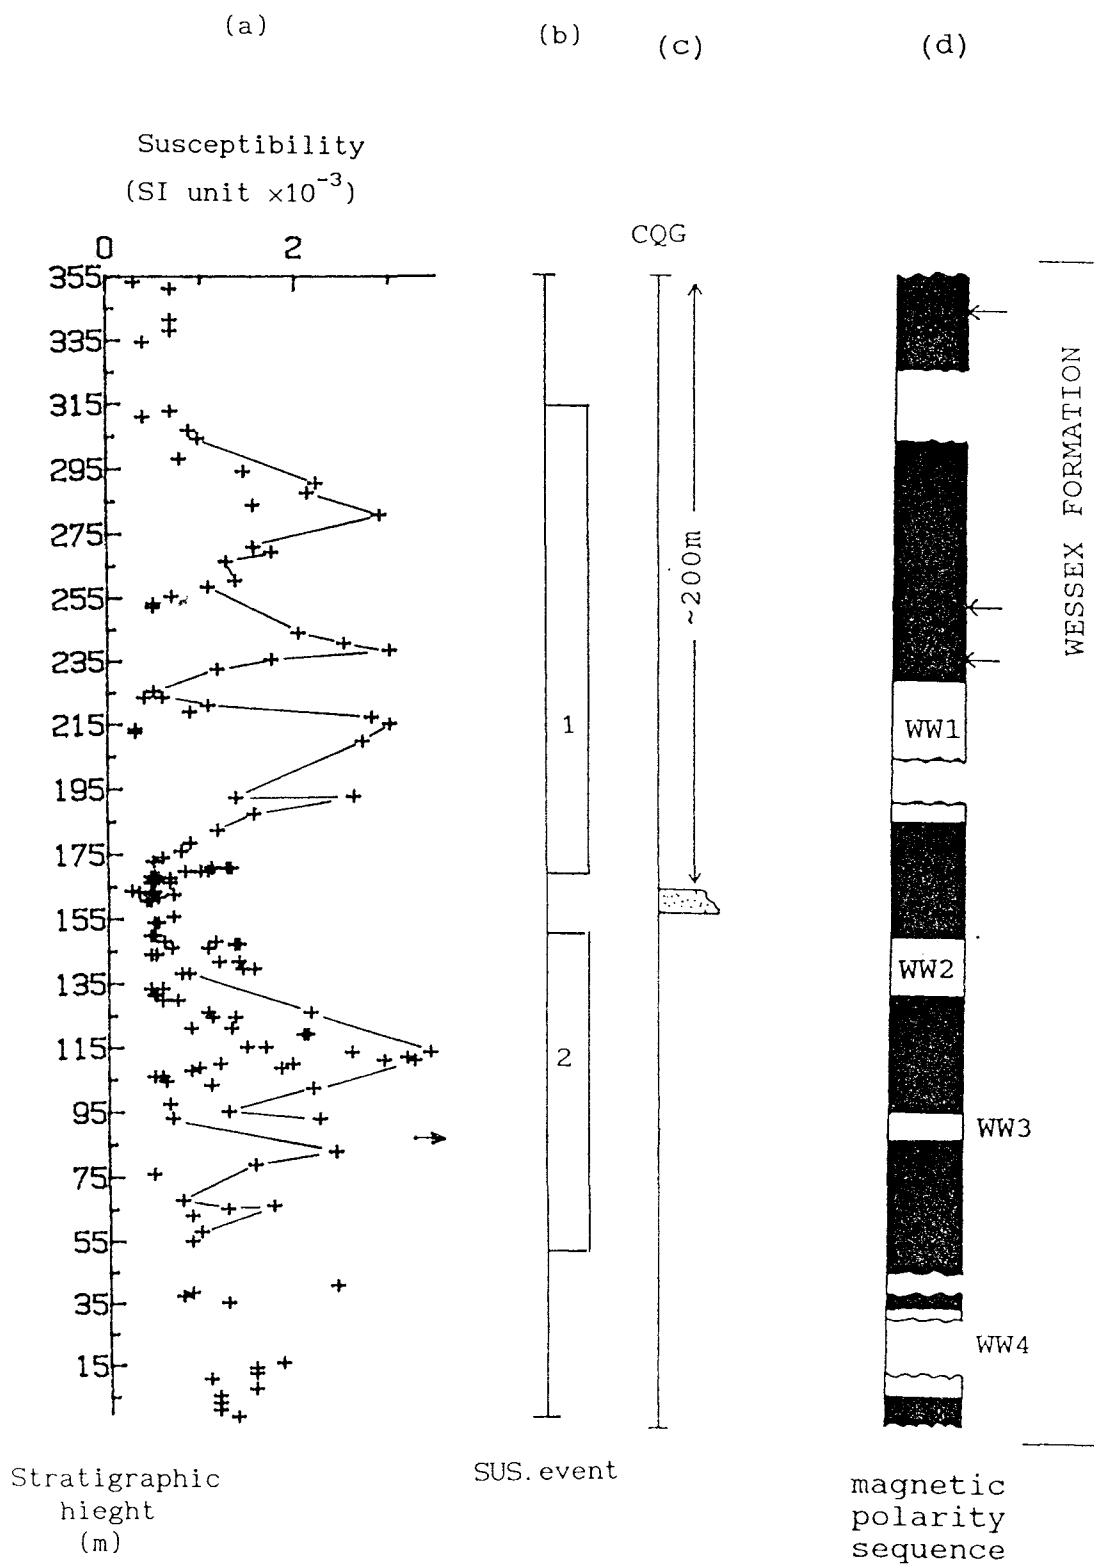 (a)
(b)
(c)
(d)
Susceptibility
(SI unit ×10⁻³)
CQG
0
2
355
335
315
295
275
255
235
215
195
175
155
135
115
95
75
55
35
15
1
2
~200m
WW1
WW2
WW3
WW4
WESSEX FORMATION
Stratigraphic
hieght
(m)
SUS.event
magnetic
polarity
sequence